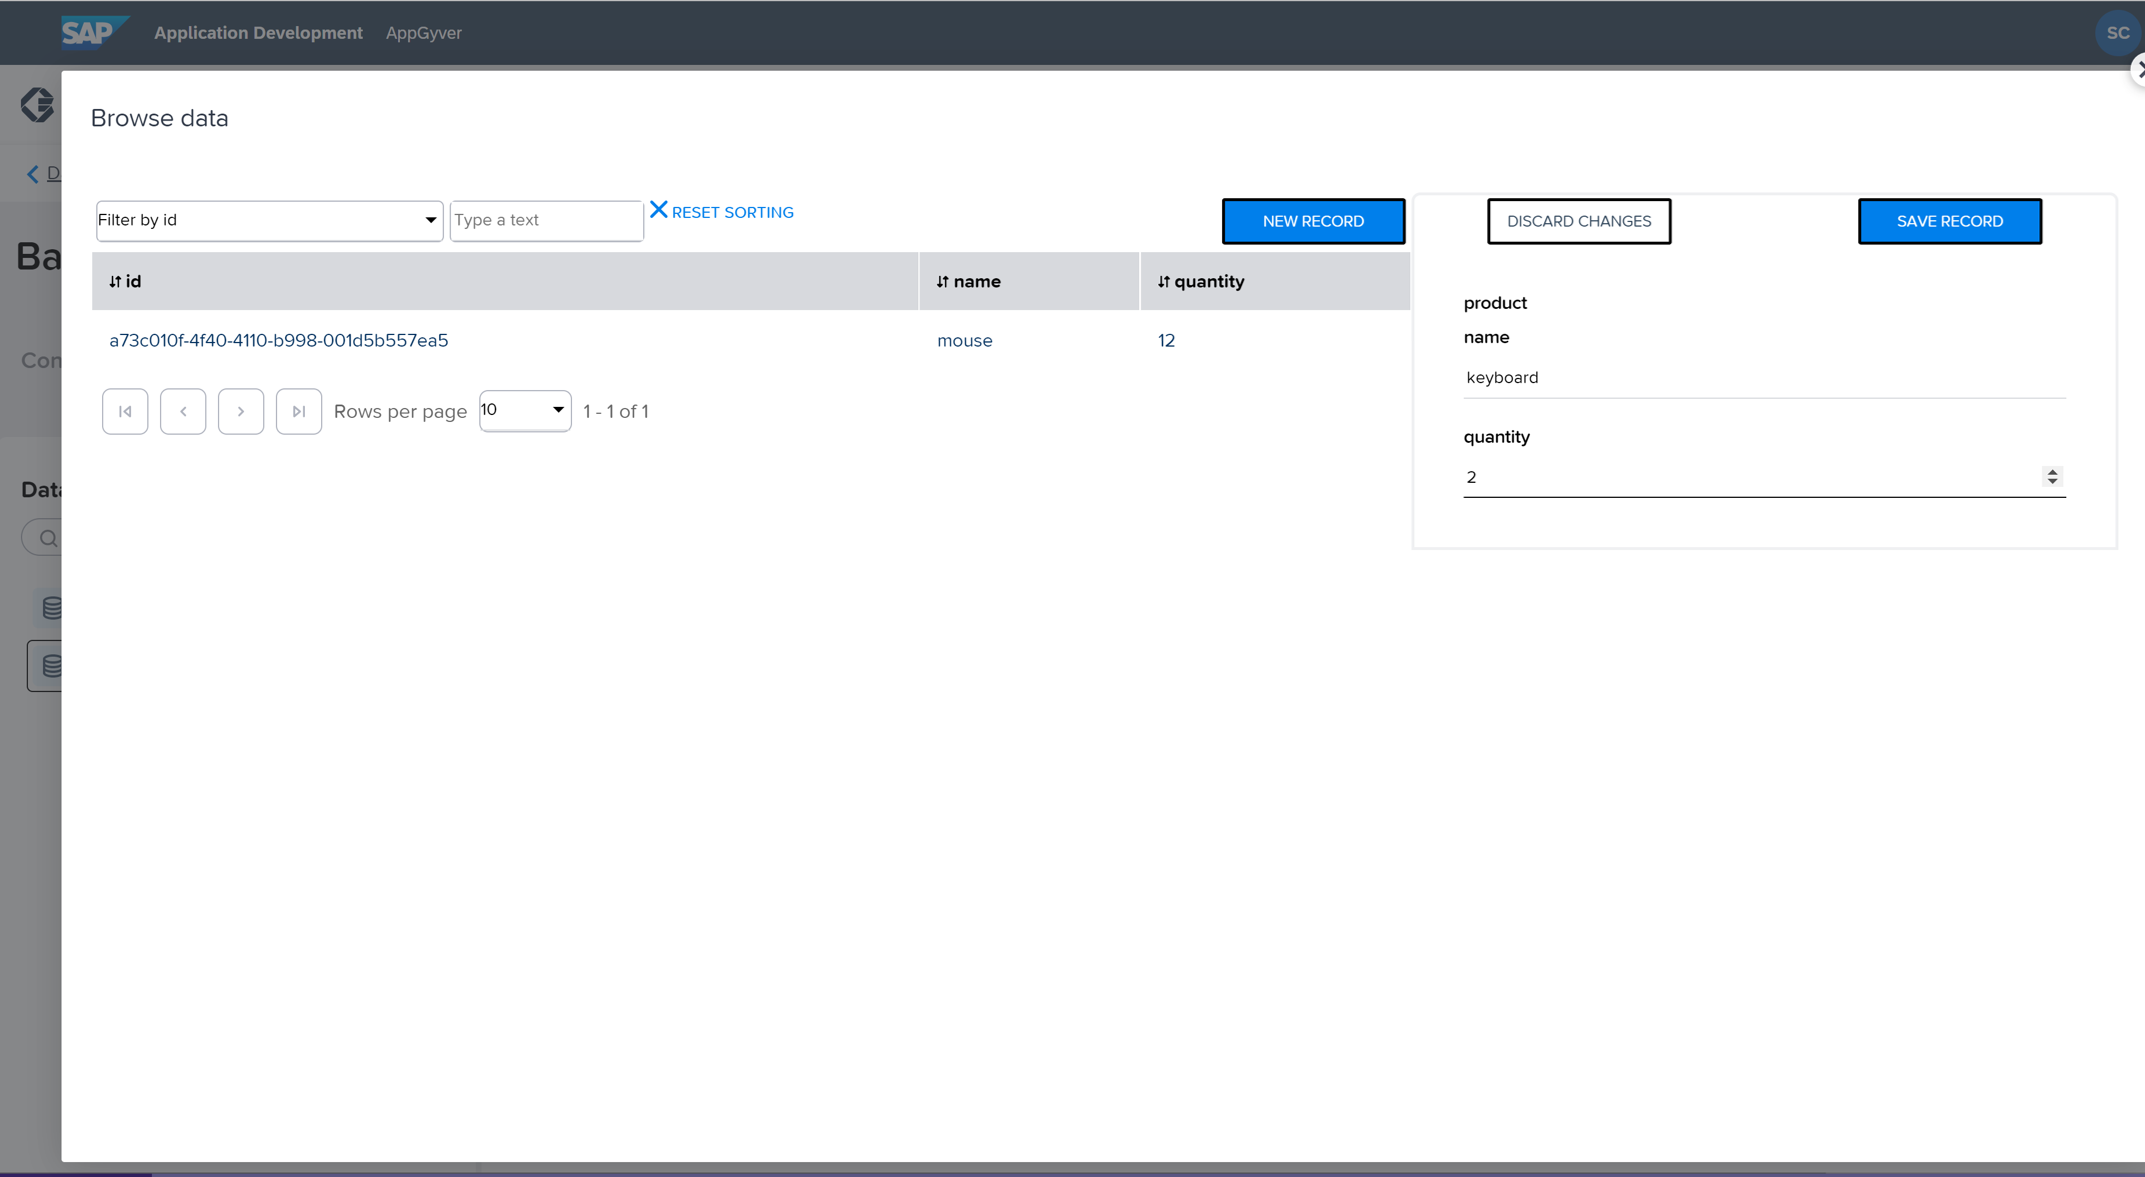 SAP Application Development AppGyver SC
Browse data
D
Filter by id Type a text RESET SORTING NEW RECORD DISCARD CHANGES SAVE RECORD
Ba
id name quantity
product
a73c010f-4f40-4110-b998-001d5b557ea5 mouse 12
name
Con
keyboard
Rows per page 10 1 - 1 of 1
quantity
2
Data